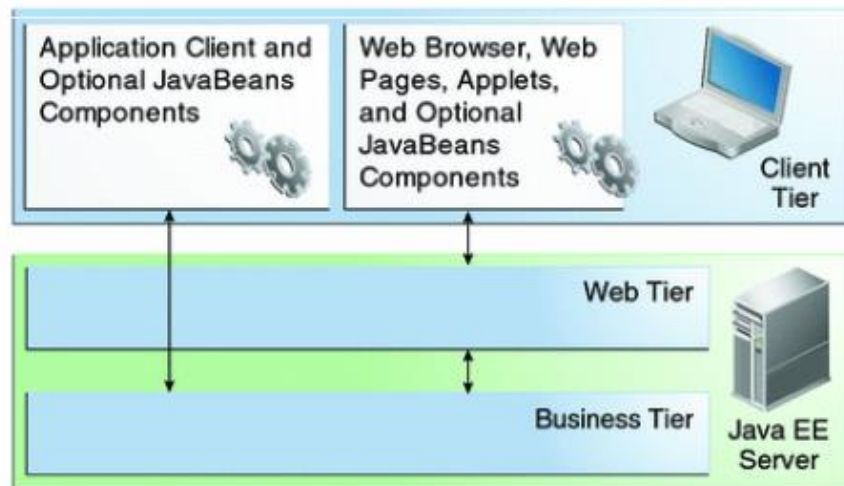 Application Client and
Optional JavaBeans
Components
Web Browser, Web
Pages, Applets,
and Optional
JavaBeans
Components
Client
Tier
Web Tier
Business Tier
Java EE
Server